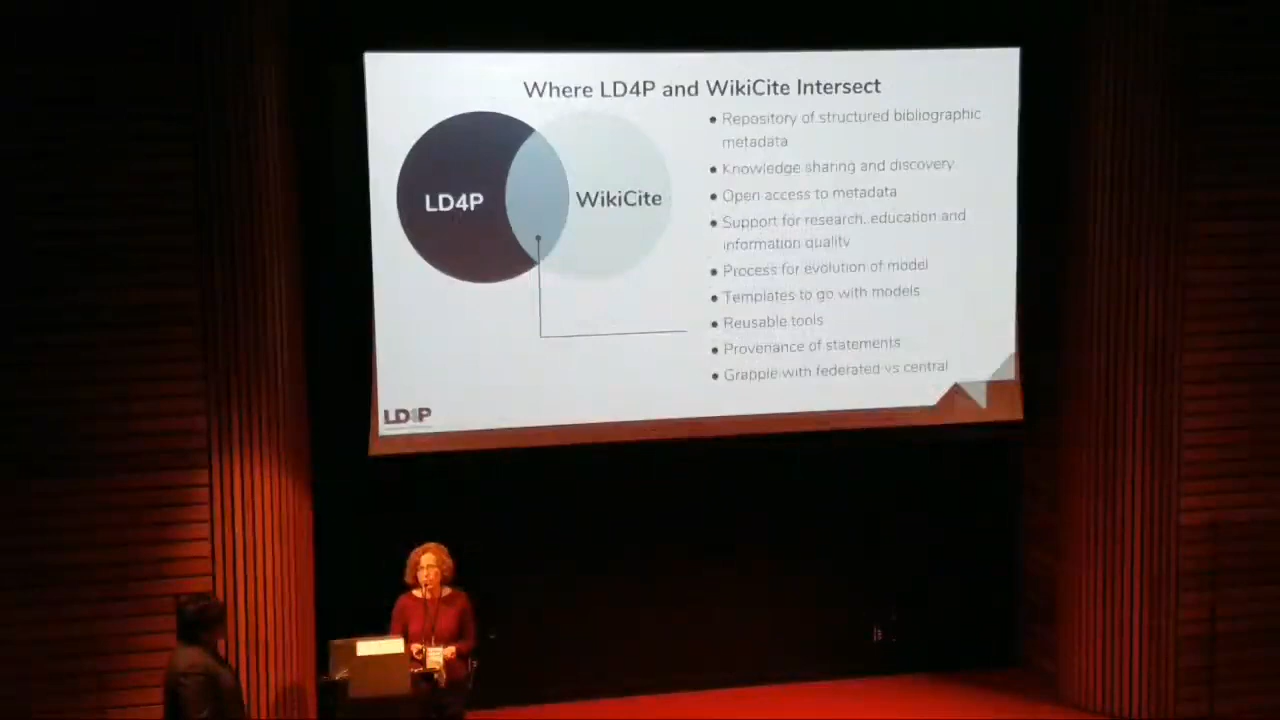 Where LD4P and WikiCite Intersect
LD4P
WikiCite
● Repository of structured bibliographic
metadata
● Knowledge sharing and discovery
● Open access to metadata
● Support for research, education and
information quality
● Process for evolution of model
● Templates to go with models
● Reusable tools
● Provenance of statements
● Grapple with federated vs central
LD4P